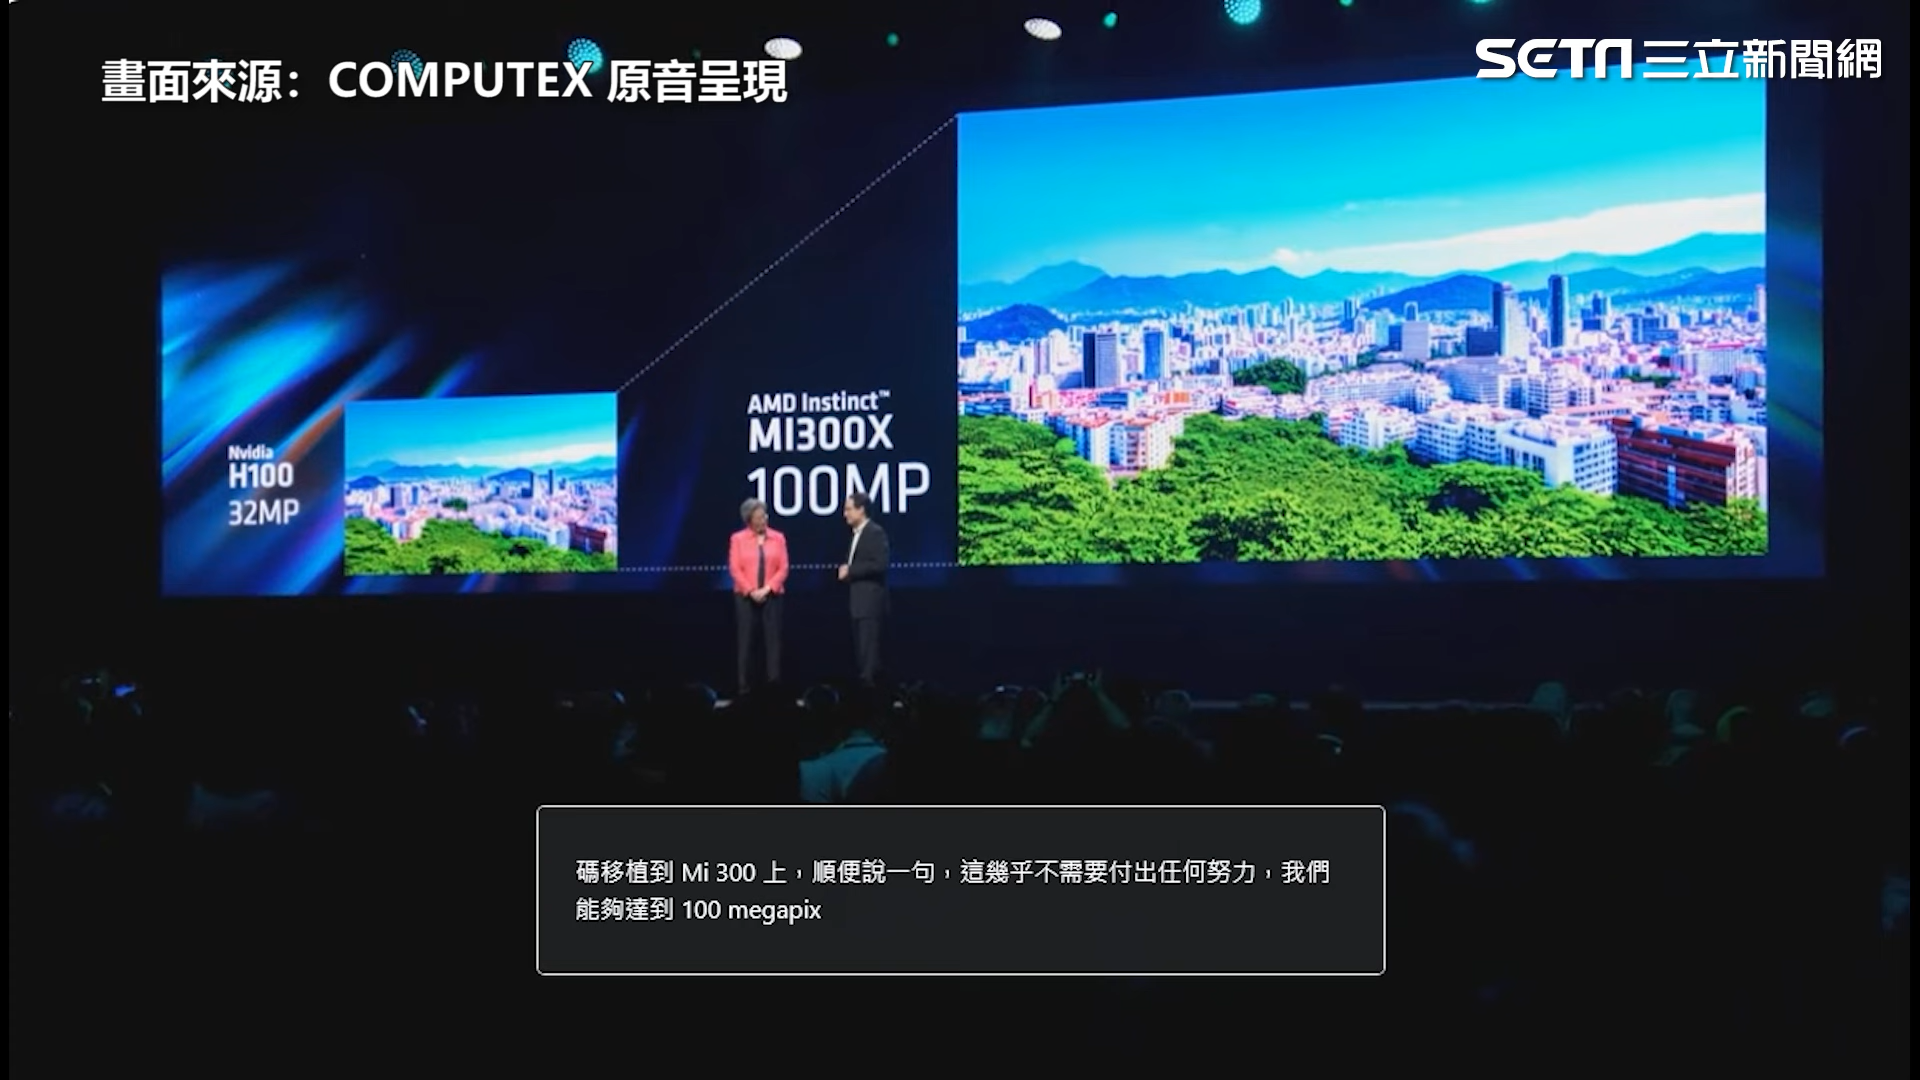 畫面來源：COMPUTEX 原音呈現
SETN三立新聞網
Nvidia
H100
32MP
AMD Instinct™
MI300X
100MP
碼移植到 Mi 300 上，順便說一句，這幾乎不需要付出任何努力，我們
能夠達到 100 megapix